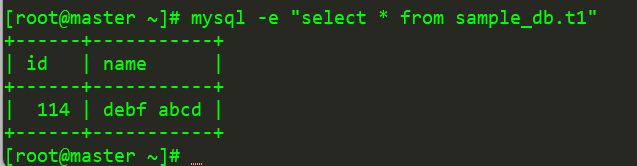 [root@master ~]# mysql -e "select * from sample_db.t1"
+------+-----------+
| id   | name      |
+------+-----------+
|  114 | debf abcd |
+------+-----------+
[root@master ~]#